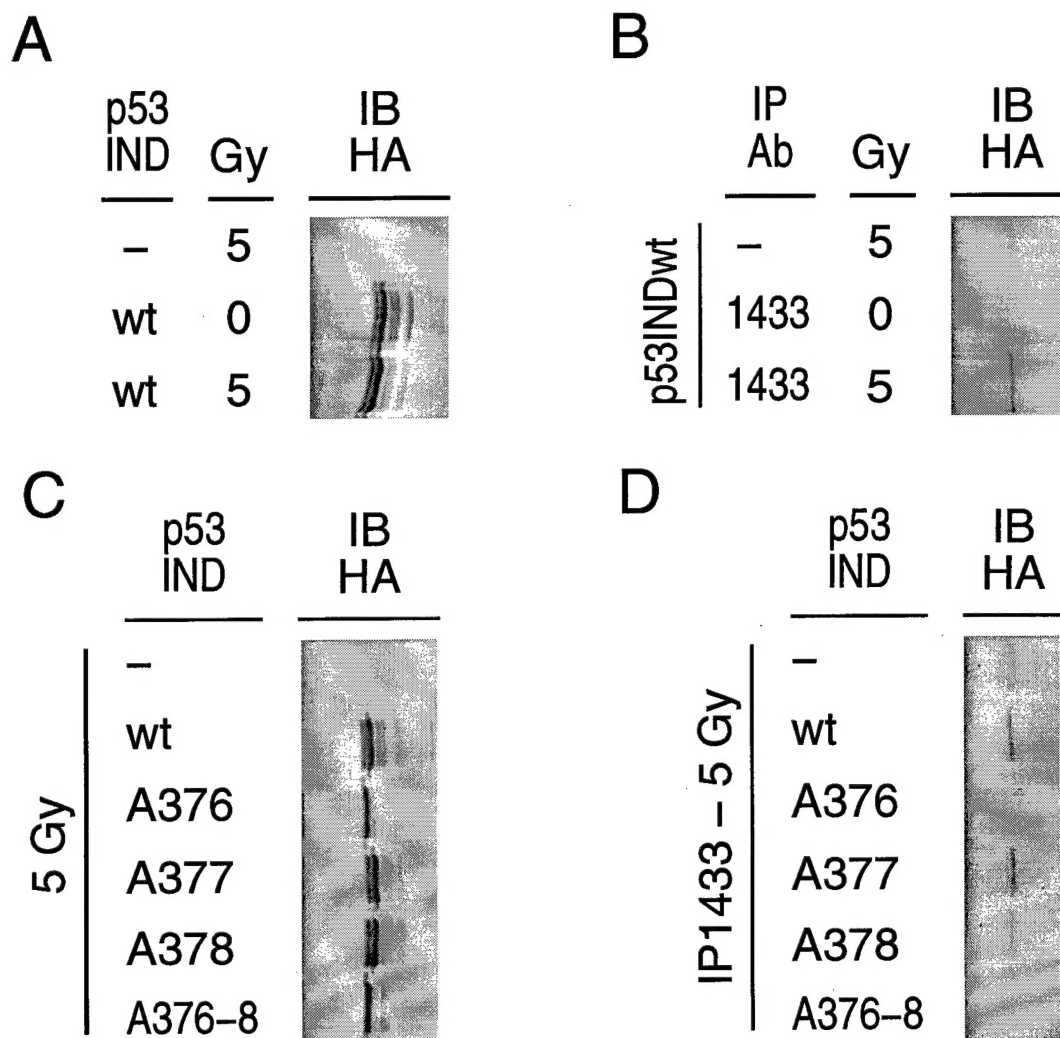 A
p53
IND
Gy
IB
HA
– 5
wt 0
wt 5
B
IP
Ab
Gy
IB
HA
p53INDwt
– 5
1433 0
1433 5
C
p53
IND
IB
HA
5 Gy
–
wt
A376
A377
A378
A376–8
D
p53
IND
IB
HA
IP1433 – 5 Gy
–
wt
A376
A377
A378
A376–8